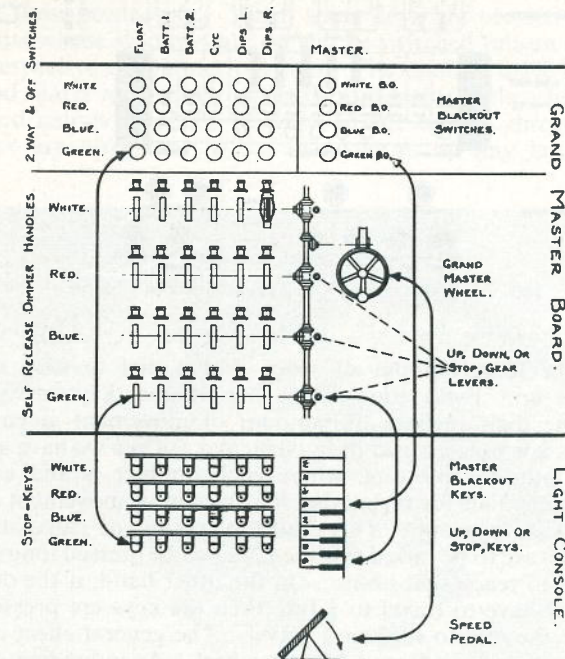 FLOAT
BATT. 1.
BATT. 2.
CYC
DIPS L.
DIPS R.
MASTER.
2 WAY & OFF SWITCHES.
WHITE
RED.
BLUE.
GREEN.
WHITE B.O.
RED B.O.
BLUE B.O.
GREEN B.O.
MASTER
BLACKOUT
SWITCHES.
GRAND MASTER BOARD
SELF RELEASE DIMMER HANDLES
WHITE.
RED.
BLUE.
GREEN.
GRAND
MASTER
WHEEL.
UP, DOWN, OR
STOP, GEAR
LEVERS.
STOP-KEYS
WHITE.
RED.
BLUE
GREEN.
MASTER
BLACKOUT
KEYS.
UP, DOWN OR
STOP, KEYS.
LIGHT CONSOLE.
SPEED
PEDAL.